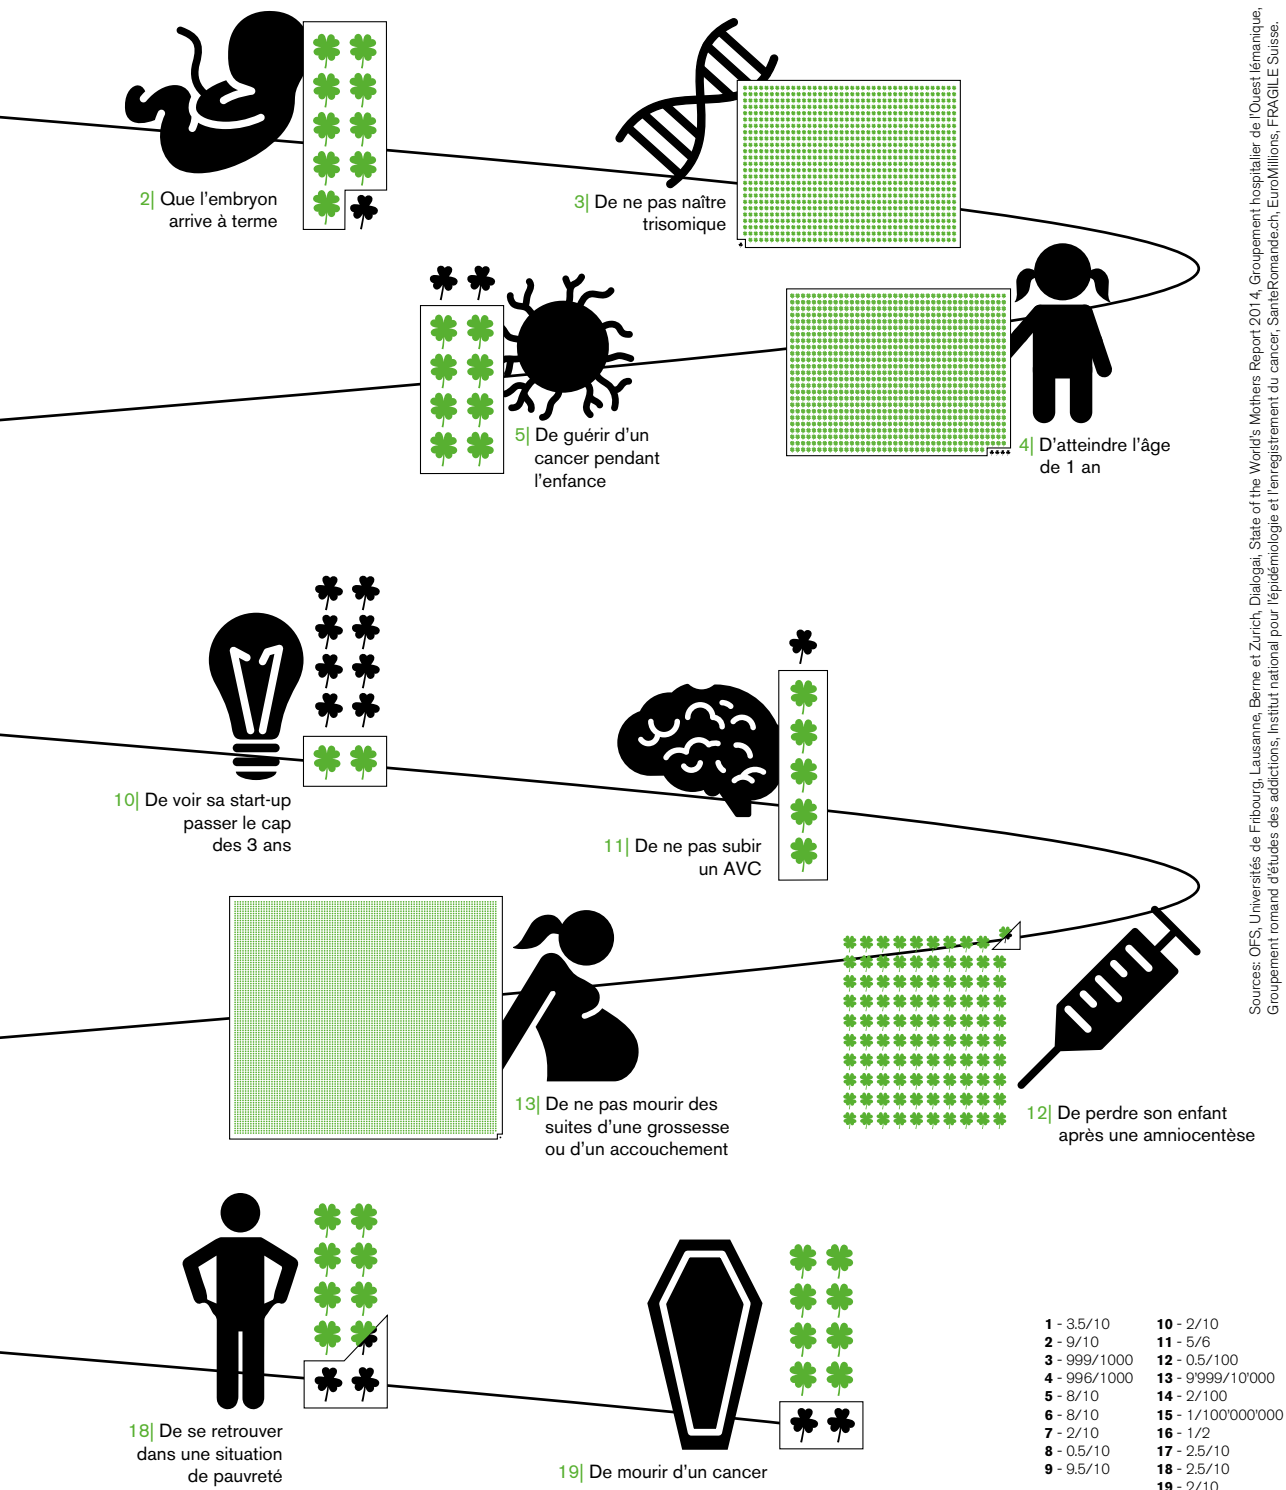 2| Que l'embryon
arrive à terme
3| De ne pas naître
trisomique
4| D'atteindre l'âge
de 1 an
5| De guérir d'un
cancer pendant
l'enfance
10| De voir sa start-up
passer le cap
des 3 ans
11| De ne pas subir
un AVC
12| De perdre son enfant
après une amniocentèse
13| De ne pas mourir des
suites d'une grossesse
ou d'un accouchement
18| De se retrouver
dans une situation
de pauvreté
19| De mourir d'un cancer
1 - 3.5/10
2 - 9/10
3 - 999/1000
4 - 996/1000
5 - 8/10
6 - 8/10
7 - 2/10
8 - 0.5/10
9 - 9.5/10
10 - 2/10
11 - 5/6
12 - 0.5/100
13 - 9'999/10'000
14 - 2/100
15 - 1/100'000'000
16 - 1/2
17 - 2.5/10
18 - 2.5/10
19 - 2/10
Sources: OFS, Universités de Fribourg, Lausanne, Berne et Zurich, Dialogai, State of the World's Mothers Report 2014, Groupement hospitalier de l'Ouest lémanique,
Groupement romand d'études des addictions, Institut national pour l'épidémiologie et l'enregistrement du cancer, SanteRomande.ch, EuroMillions, FRAGILE Suisse.